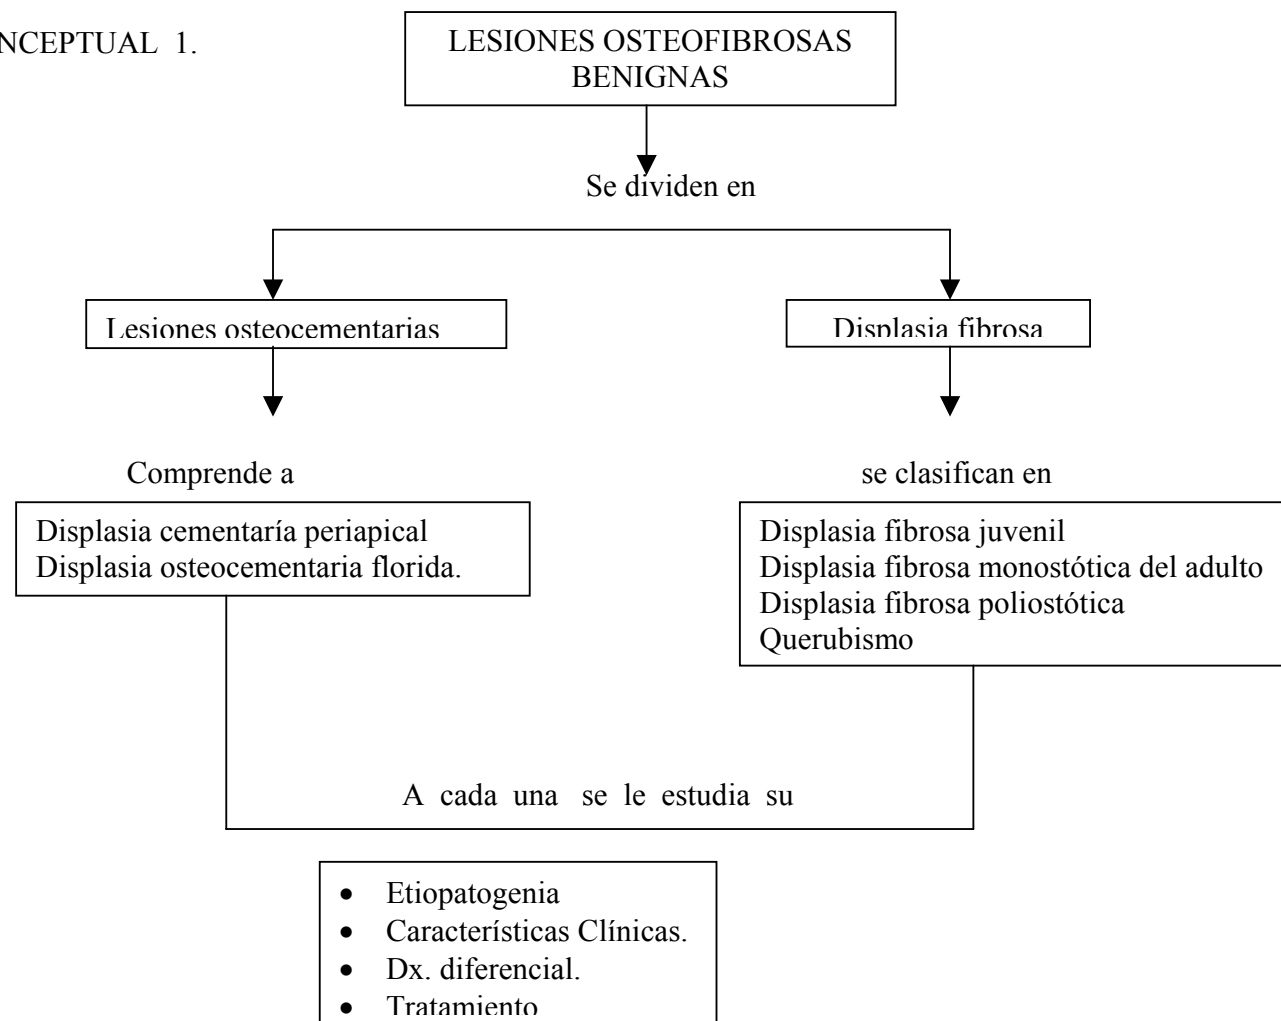 NCEPTUAL 1.
LESIONES OSTEOFIBROSAS
BENIGNAS
Se dividen en
Lesiones osteocementarias
Displasia fibrosa
Comprende a
se clasifican en
Displasia cementaría periapical
Displasia osteocementaria florida.
Displasia fibrosa juvenil
Displasia fibrosa monostótica del adulto
Displasia fibrosa poliostótica
Querubismo
A cada una se le estudia su
• Etiopatogenia
• Características Clínicas.
• Dx. diferencial.
• Tratamiento